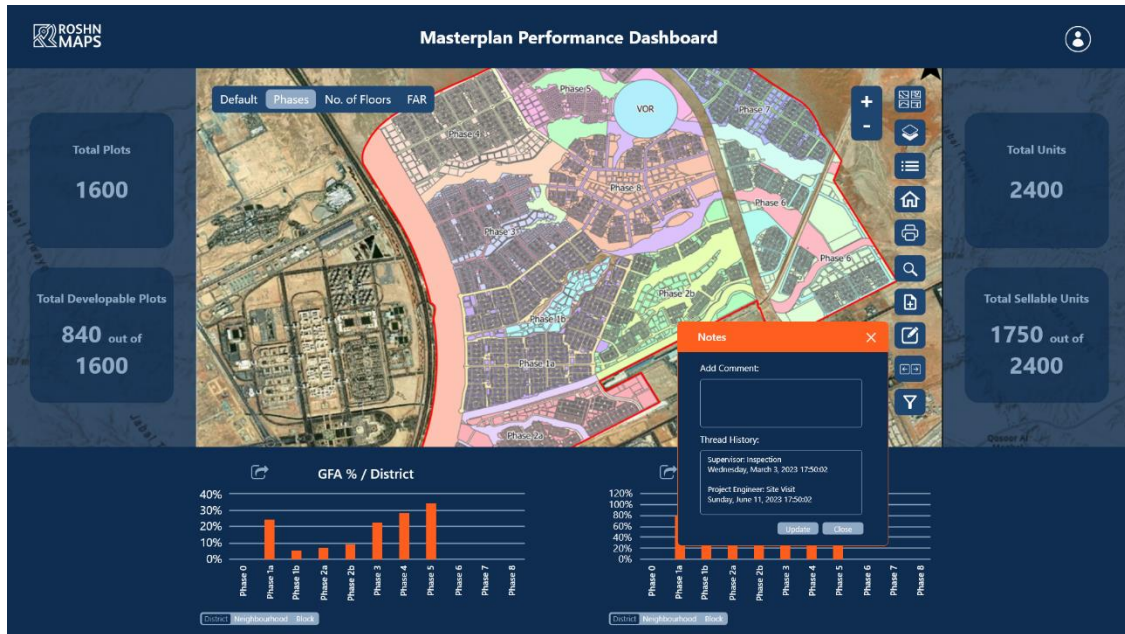 ROSHN
MAPS
Masterplan Performance Dashboard
Default Phases No. of Floors FAR
Total Plots
1600
Total Developable Plots
840 out of
1600
Total Units
2400
Total Sellable Units
1750 out of
2400
Phase 5
VOR
Phase 7
Phase 4
Phase 8
Phase 6
Phase 3
Phase 6
Phase 2b
Phase 1b
Phase 1a
Phase 2a
+
-
Notes
Add Comment:
Thread History:
Supervisor: Inspection
Wednesday, March 3, 2023 17:50:02
Project Engineer: Site Visit
Sunday, June 11, 2023 17:50:02
Update Close
GFA % / District
40%
30%
20%
10%
0%
Phase 0
Phase 1a
Phase 1b
Phase 2a
Phase 2b
Phase 3
Phase 4
Phase 5
Phase 6
Phase 7
Phase 8
District Neighbourhood Block
120%
100%
80%
60%
40%
20%
0%
Phase 0
Phase 1a
Phase 1b
Phase 2a
Phase 2b
Phase 3
Phase 4
Phase 5
Phase 6
Phase 7
Phase 8
District Neighbourhood Block